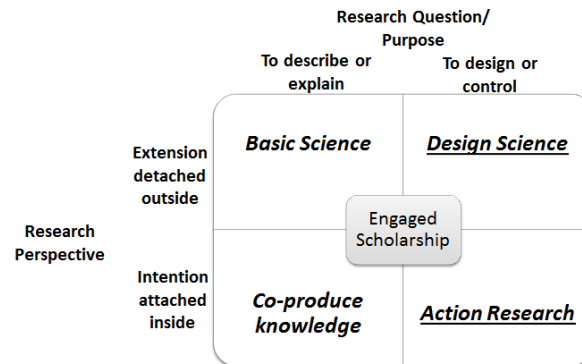 Research Question/
Purpose
To describe or
explain
To design or
control
Extension
detached
outside
Basic Science
Design Science
Research
Perspective
Engaged
Scholarship
Intention
attached
inside
Co-produce
knowledge
Action Research